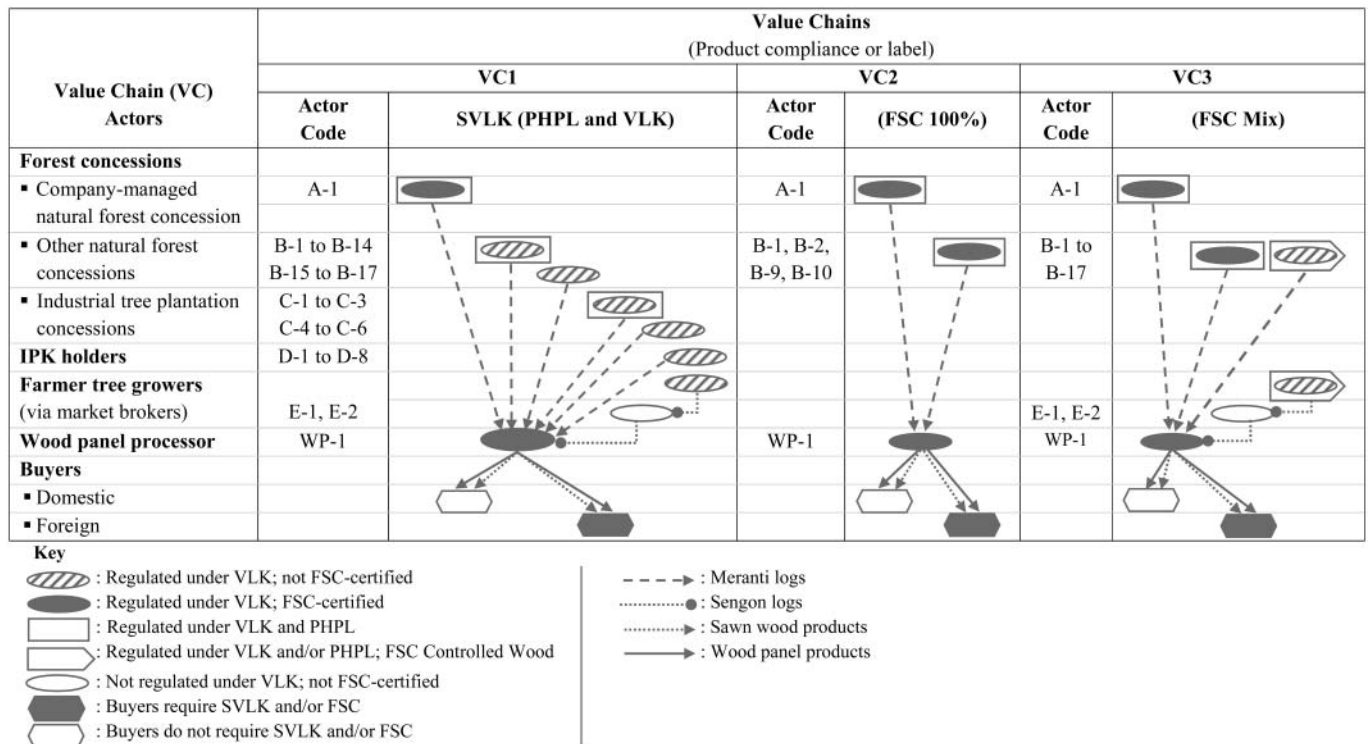 Value Chains
(Product compliance or label)
Value Chain (VC)
Actors
VC1
VC2
VC3
Actor
Code
SVLK (PHPL and VLK)
Actor
Code
(FSC 100%)
Actor
Code
(FSC Mix)
Forest concessions
▪ Company-managed
natural forest concession
A-1
A-1
A-1
▪ Other natural forest
concessions
B-1 to B-14
B-15 to B-17
B-1, B-2,
B-9, B-10
B-1 to
B-17
▪ Industrial tree plantation
concessions
C-1 to C-3
C-4 to C-6
IPK holders
D-1 to D-8
Farmer tree growers
(via market brokers)
E-1, E-2
E-1, E-2
Wood panel processor
WP-1
WP-1
WP-1
Buyers
▪ Domestic
▪ Foreign
Key
: Regulated under VLK; not FSC-certified
: Regulated under VLK; FSC-certified
: Regulated under VLK and PHPL
: Regulated under VLK and/or PHPL; FSC Controlled Wood
: Not regulated under VLK; not FSC-certified
: Buyers require SVLK and/or FSC
: Buyers do not require SVLK and/or FSC
: Meranti logs
: Sengon logs
: Sawn wood products
: Wood panel products